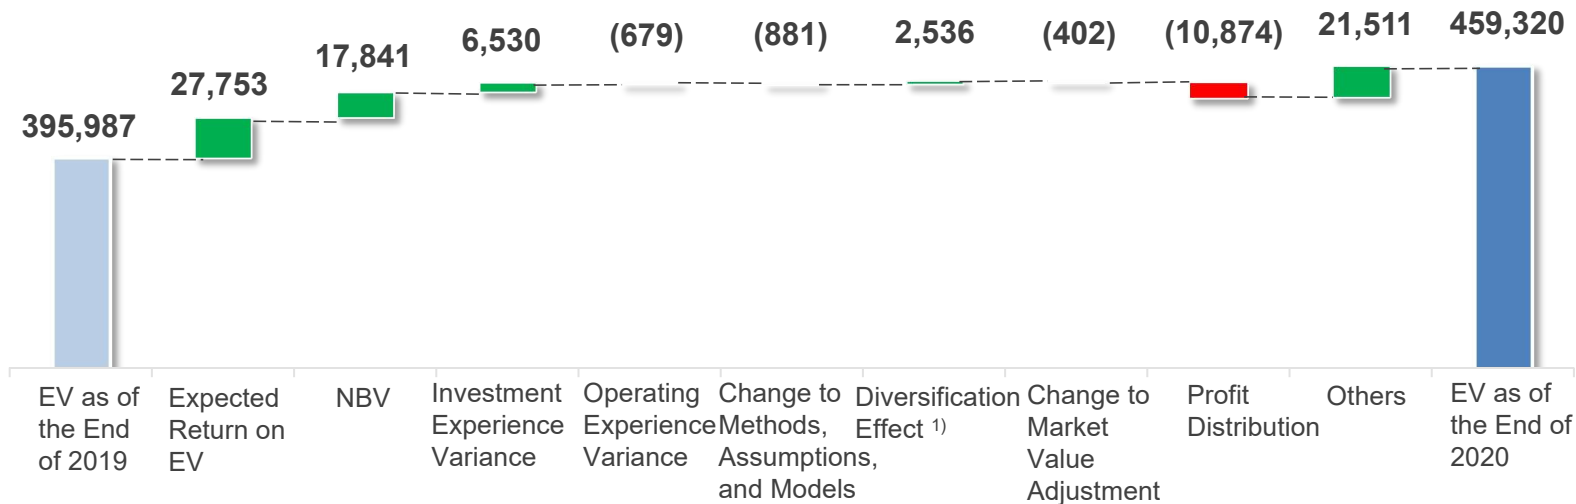 395,987
27,753
17,841
6,530
(679)
(881)
2,536
(402)
(10,874)
21,511
459,320
EV as of
the End
of 2019
Expected
Return on
EV
NBV
Investment
Experience
Variance
Operating
Experience
Variance
Change to
Methods,
Assumptions,
and Models
Diversification
Effect 1)
Change to
Market
Value
Adjustment
Profit
Distribution
Others
EV as of
the End of
2020